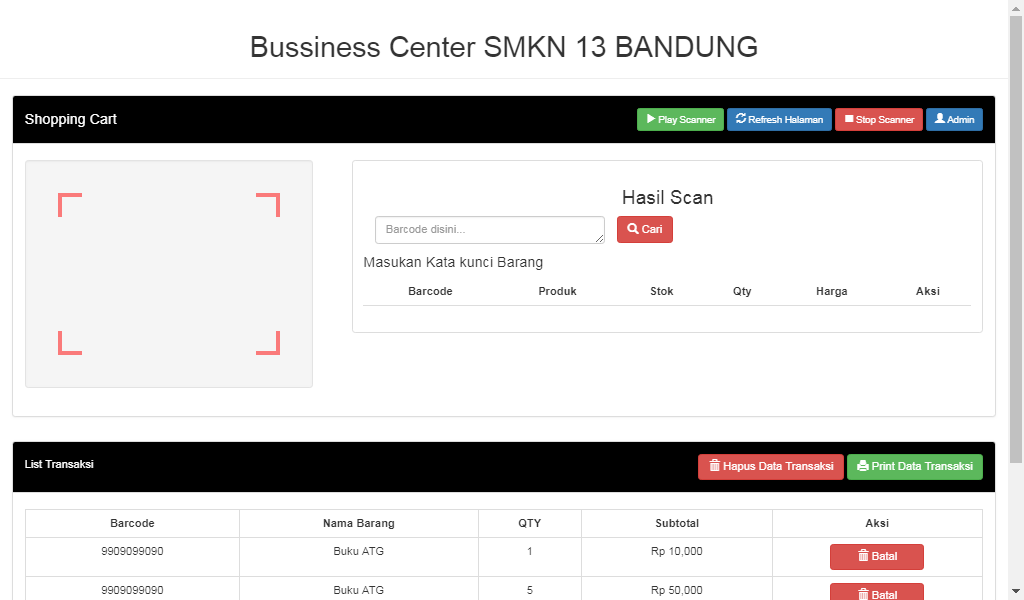 Bussiness Center SMKN 13 BANDUNG
Shopping Cart Play Scanner Refresh Halaman Stop Scanner Admin
Hasil Scan
Barcode disini... Cari
Masukan Kata kunci Barang
Barcode Produk Stok Qty Harga Aksi
List Transaksi Hapus Data Transaksi Print Data Transaksi
Barcode Nama Barang QTY Subtotal Aksi
9909099090 Buku ATG 1 Rp 10,000 Batal
9909099090 Buku ATG 5 Rp 50,000 Batal